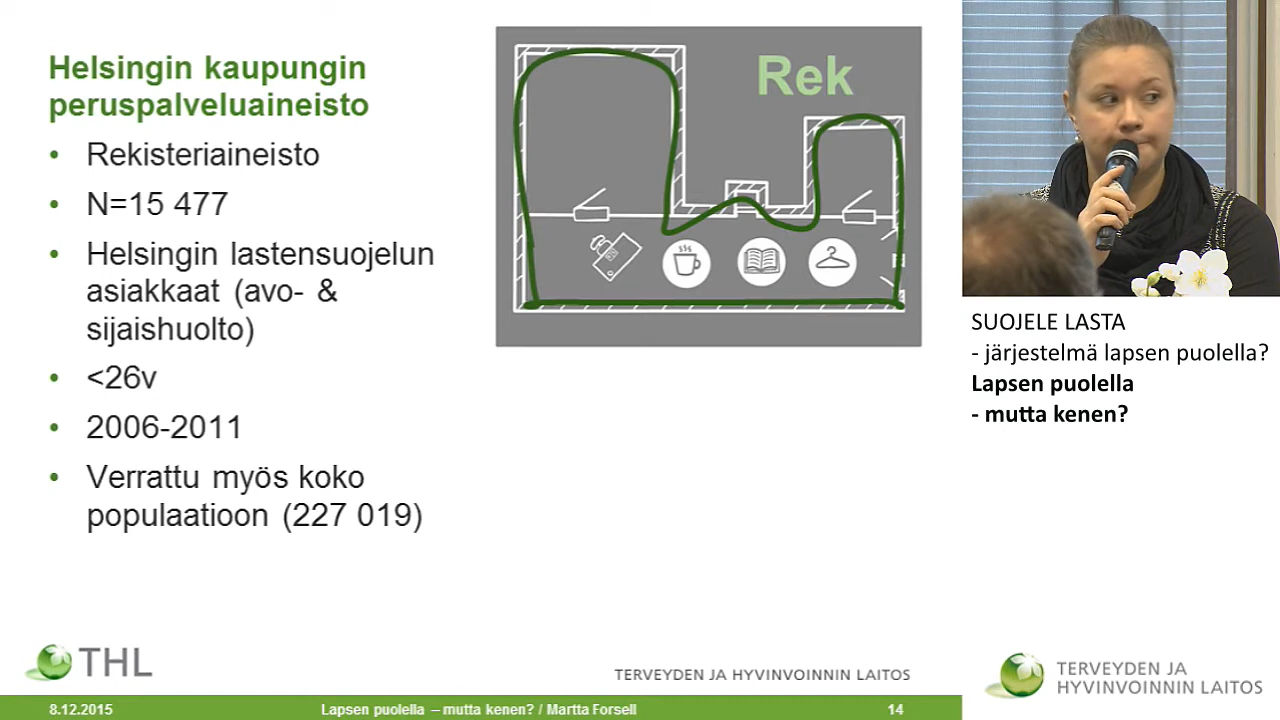 Helsingin kaupungin
peruspalveluaineisto
• Rekisteriaineisto
• N=15 477
• Helsingin lastensuojelun
asiakkaat (avo- &
sijaishuolto)
• <26v
• 2006-2011
• Verrattu myös koko
populaatioon (227 019)
Rek
SUOJELE LASTA
- järjestelmä lapsen puolella?
Lapsen puolella
- mutta kenen?
THL
TERVEYDEN JA HYVINVOINNIN LAITOS
TERVEYDEN JA
HYVINVOINNIN LAITOS
8.12.2015
Lapsen puolella – mutta kenen? / Martta Forsell
14